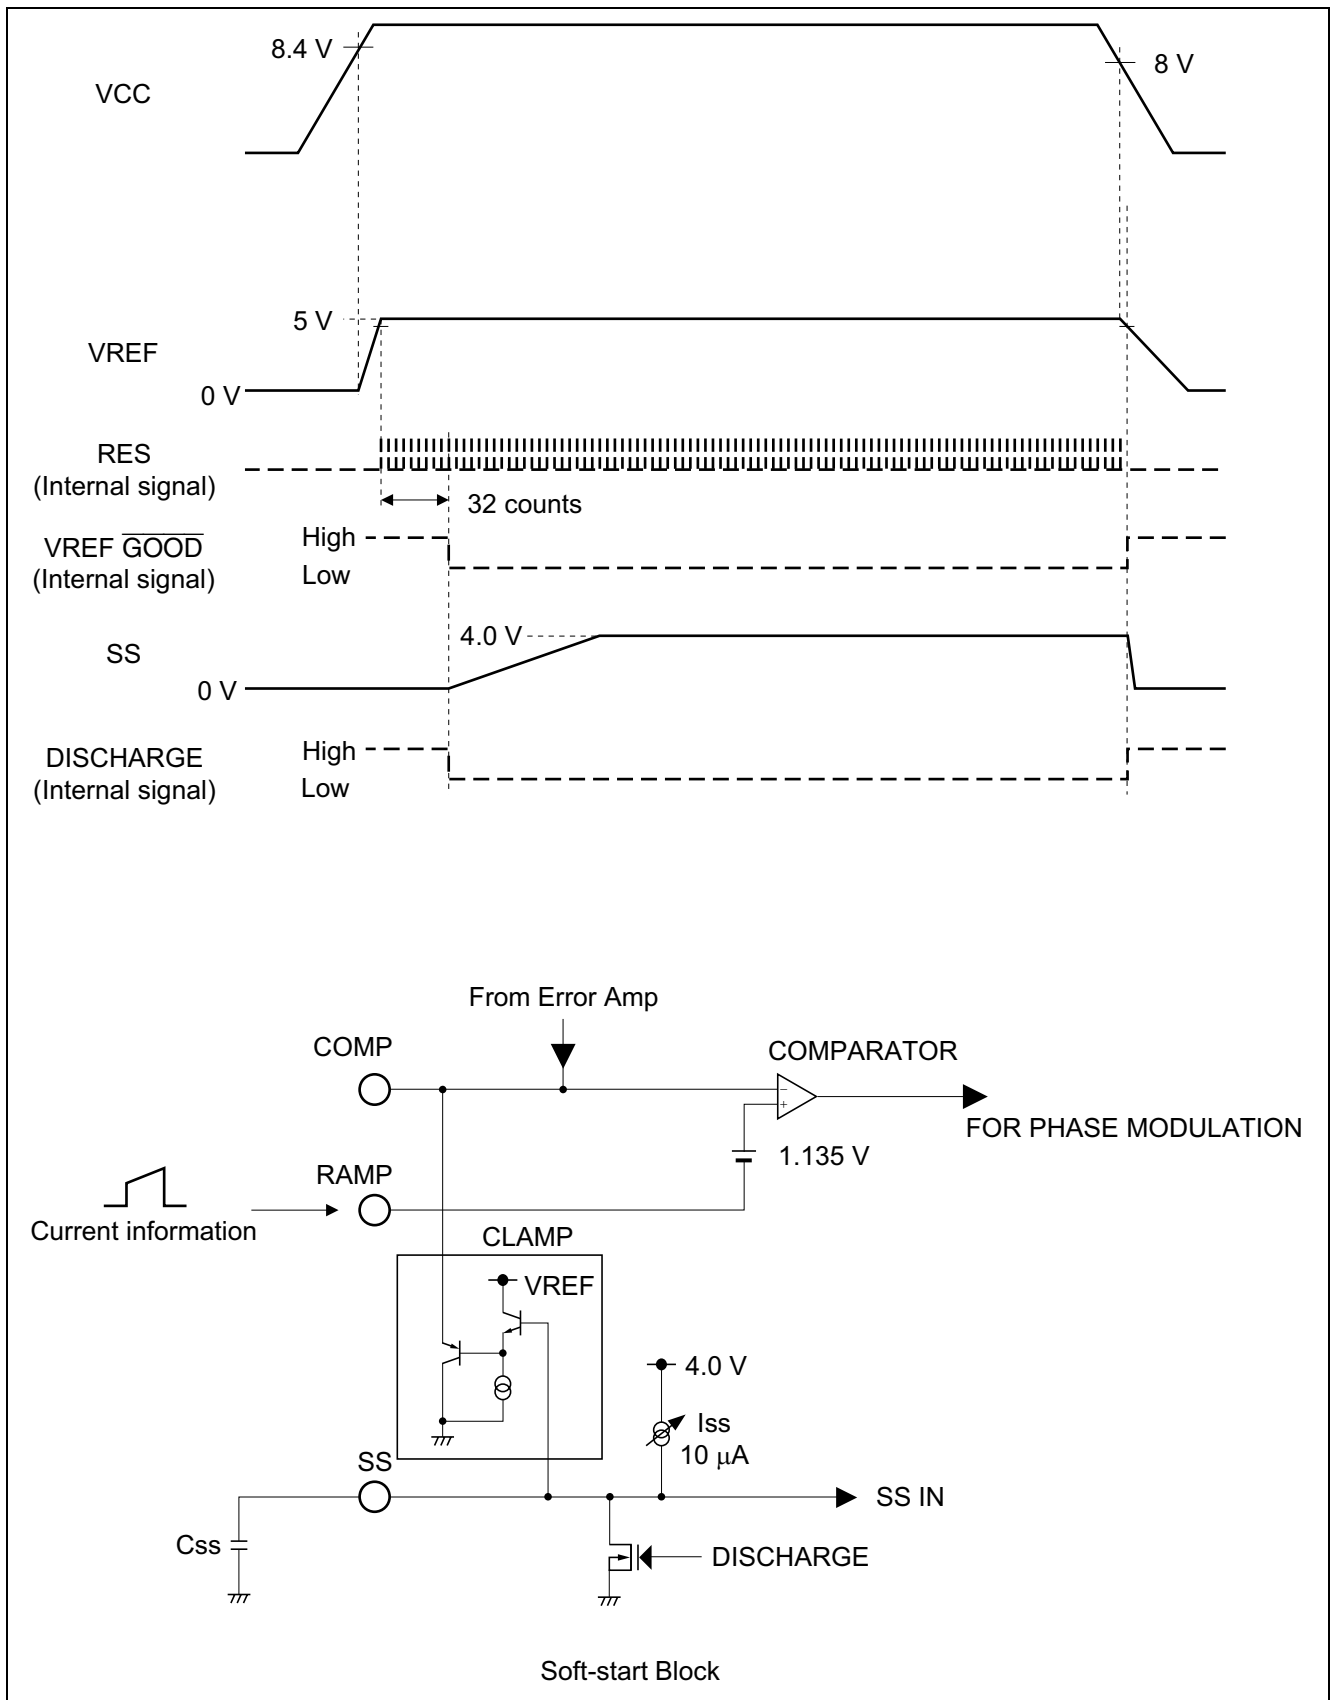 8.4 V
8 V
VCC
5 V
VREF
0 V
RES
(Internal signal)
32 counts
VREF G̅O̅O̅D̅
(Internal signal)
High
Low
4.0 V
SS
0 V
DISCHARGE
(Internal signal)
High
Low
From Error Amp
COMP
COMPARATOR
−
+
FOR PHASE MODULATION
1.135 V
RAMP
Current information
CLAMP
VREF
4.0 V
Iss
10 μA
SS
SS IN
Css
DISCHARGE
Soft-start Block